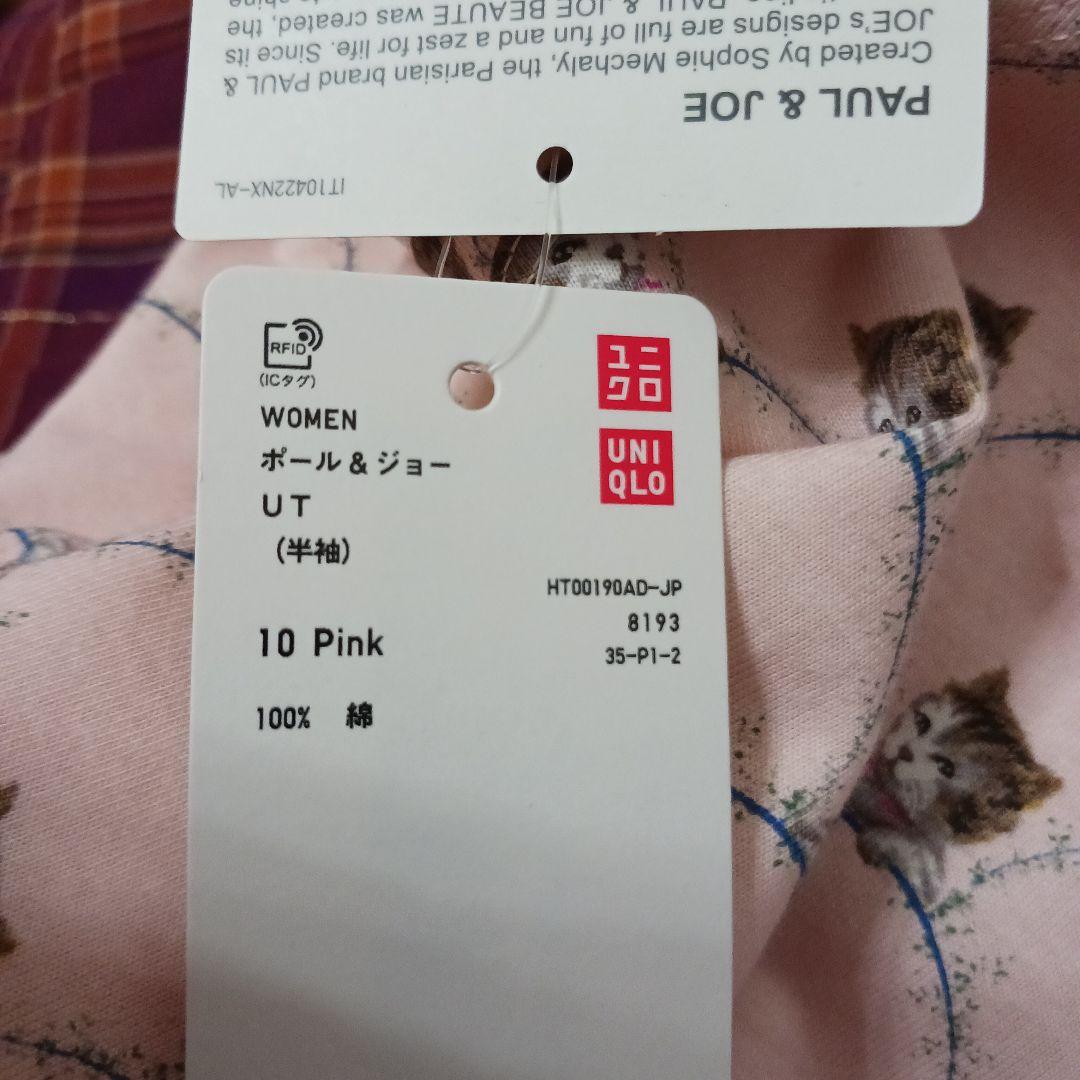 PAUL & JOE
Created by Sophie Mechaly, the Parisian brand PAUL &
JOE's designs are full of fun and a zest for life. Since its
PAUL & JOE BEAUTE was created, the
IT10422NX-AL
RFID
(ICタグ)
WOMEN
ポール&ジョー
UT
(半袖)
10 Pink
100% 綿
ユニ
クロ
UNI
QLO
HT00190AD-JP
8193
35-P1-2